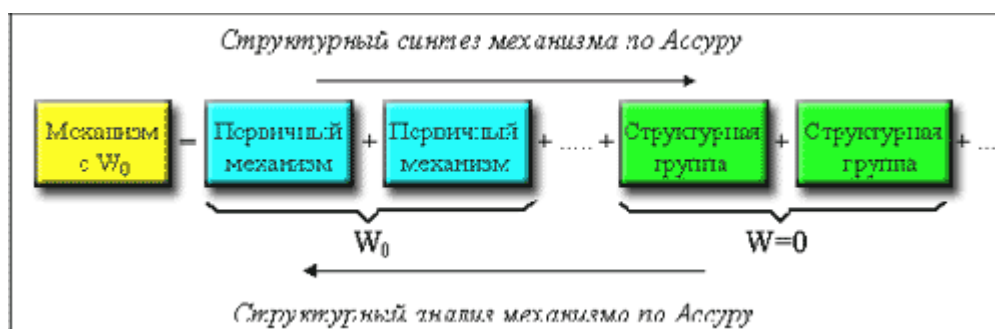 Структурный синтез механизма по Ассуру
Механизм с W₀ = Первичный механизм + Первичный механизм + ..... + Структурная группа + Структурная группа + ...
W₀ W=0
Структурный анализ механизма по Ассуру